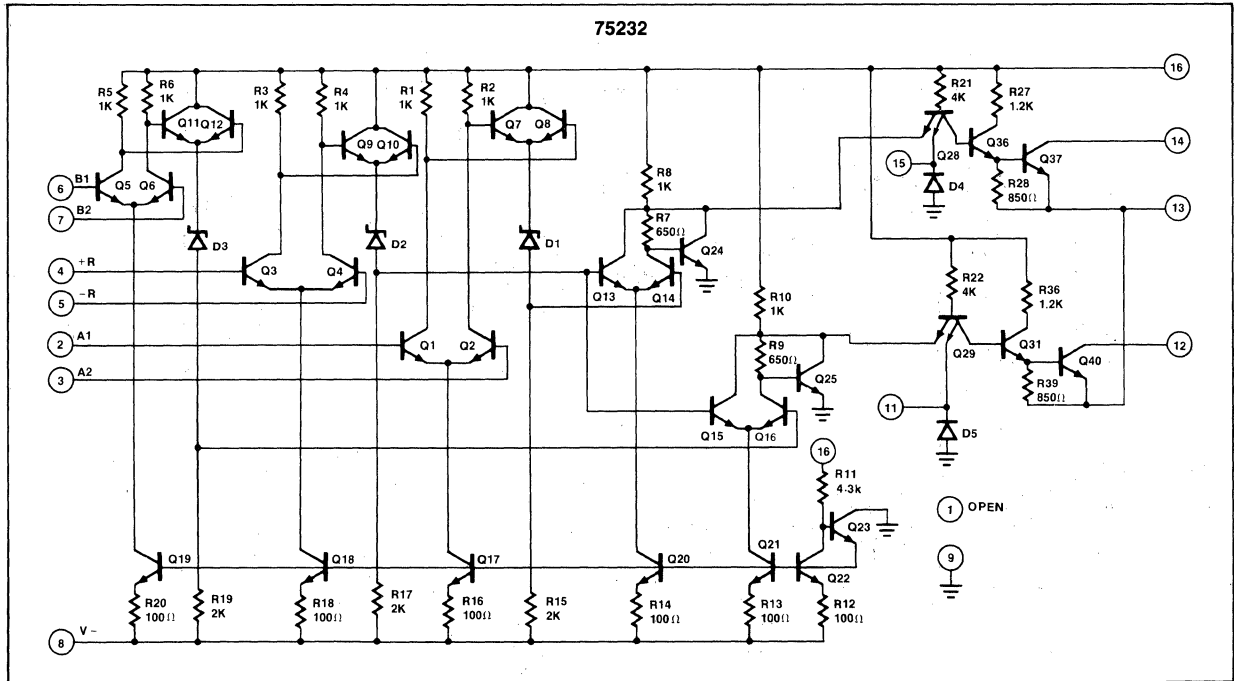 75232
16
R5
1K
R6
1K
Q11
Q12
R3
1K
R4
1K
Q9
Q10
R1
1K
R2
1K
Q7
Q8
R8
1K
R21
4K
R27
1.2K
Q36
14
Q37
15
Q28
D4
R28
850Ω
13
6
B1
Q5
Q6
7
B2
D3
D2
D1
R7
650Ω
Q24
4
+R
Q3
Q4
5
−R
Q13
Q14
R22
4K
R36
1.2K
R10
1K
2
A1
Q1
Q2
3
A2
R9
650Ω
Q25
Q29
Q31
Q40
12
R39
850Ω
11
D5
Q15
Q16
16
R11
4.3k
1
OPEN
Q23
Q19
Q18
Q17
Q20
Q21
Q22
9
R20
100Ω
R19
2K
R18
100Ω
R17
2K
R16
100Ω
R15
2K
R14
100Ω
R13
100Ω
R12
100Ω
8
V−